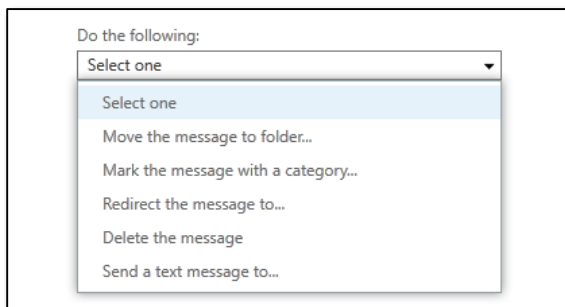 Do the following:
Select one
Select one
Move the message to folder...
Mark the message with a category...
Redirect the message to...
Delete the message
Send a text message to...